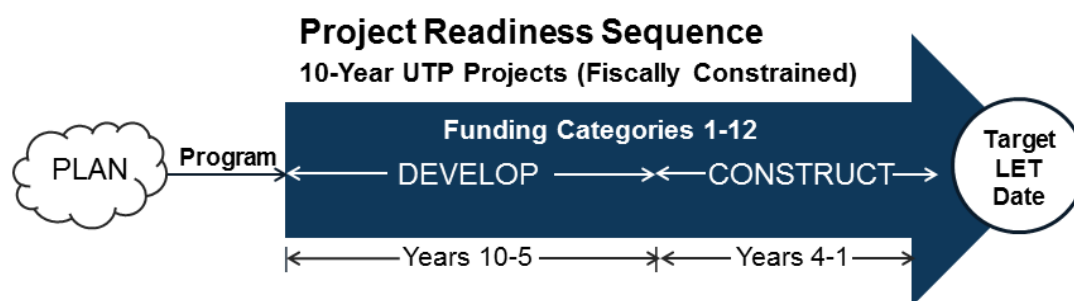 Project Readiness Sequence
10-Year UTP Projects (Fiscally Constrained)
Funding Categories 1-12
PLAN
Program
DEVELOP
CONSTRUCT
Target
LET
Date
Years 10-5
Years 4-1